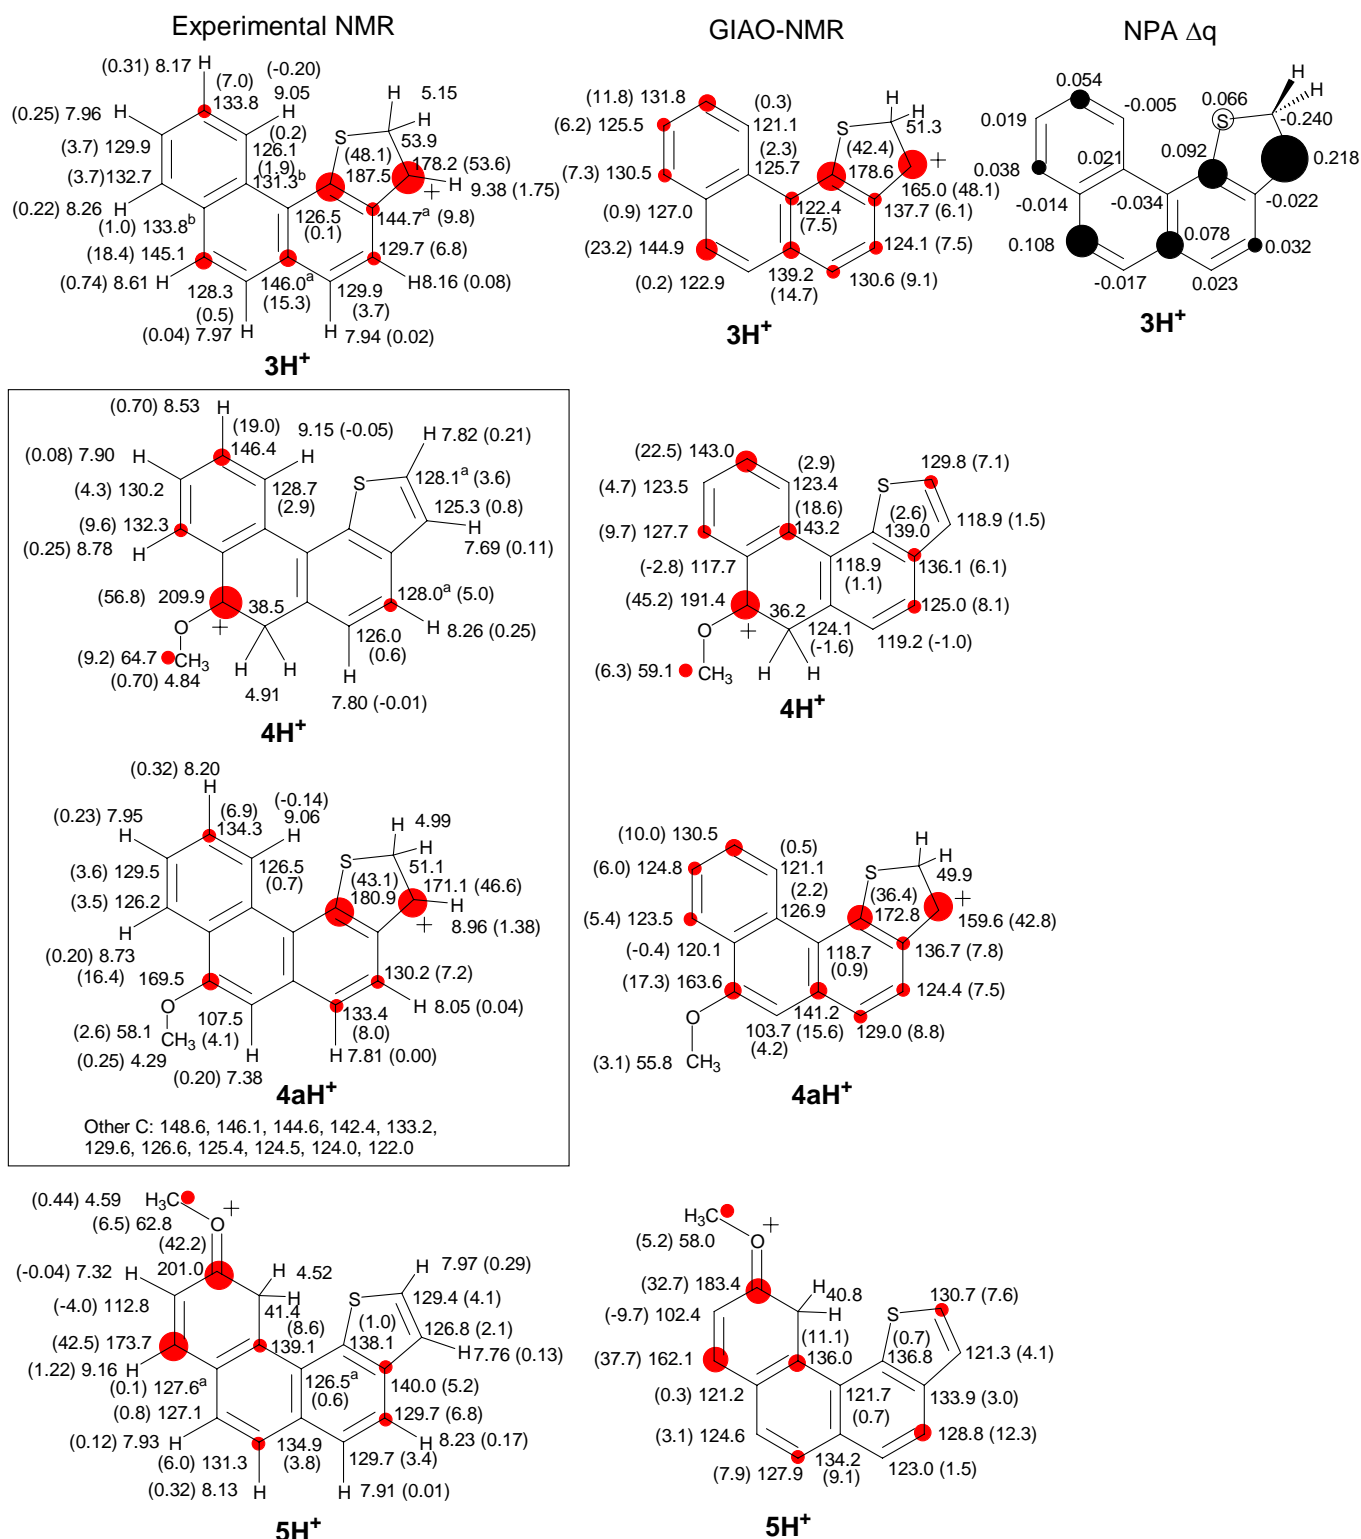 Experimental NMR
GIAO-NMR
NPA Δq
(0.31) 8.17 H
(7.0) (-0.20)
133.8 9.05
(0.25) 7.96 H H
(3.7) 129.9
(0.2)
126.1
(1.9)
131.3b
(3.7)132.7
(0.22) 8.26 H
(1.0) 133.8b
(18.4) 145.1
(0.74) 8.61 H
128.3
(0.5)
(0.04) 7.97 H
146.0a
(15.3)
126.5
(0.1)
S
H 5.15
H
53.9
(48.1)
187.5
178.2 (53.6)
H
+
9.38 (1.75)
144.7a (9.8)
129.7 (6.8)
H8.16 (0.08)
129.9
(3.7)
H 7.94 (0.02)
3H+
(11.8) 131.8
(0.3)
121.1
(6.2) 125.5
(2.3)
125.7
(7.3) 130.5
(0.9) 127.0
(23.2) 144.9
(0.2) 122.9
S
H
H
51.3
(42.4)
178.6
+
165.0 (48.1)
122.4
(7.5)
137.7 (6.1)
124.1 (7.5)
139.2
(14.7)
130.6 (9.1)
3H+
0.054
-0.005
0.019
0.066
S
H
H
-0.240
0.218
0.038
0.021
0.092
-0.014
-0.034
-0.022
0.108
0.078
0.032
-0.017
0.023
3H+
(0.70) 8.53 H
(19.0)
146.4
9.15 (-0.05)
(0.08) 7.90 H H
(4.3) 130.2
128.7
(2.9)
(9.6) 132.3
(0.25) 8.78 H
(56.8) 209.9
+
38.5
O
(9.2) 64.7 CH3
(0.70) 4.84
H H
4.91
S
H 7.82 (0.21)
128.1a (3.6)
125.3 (0.8)
H
7.69 (0.11)
128.0a (5.0)
H
8.26 (0.25)
126.0
(0.6)
H
7.80 (-0.01)
4H+
(22.5) 143.0
(2.9)
123.4
(4.7) 123.5
(18.6)
143.2
(9.7) 127.7
(-2.8) 117.7
(45.2) 191.4
+
36.2
O
(6.3) 59.1 CH3
H H
S
129.8 (7.1)
118.9 (1.5)
(2.6)
139.0
118.9
(1.1)
136.1 (6.1)
125.0 (8.1)
124.1
(-1.6)
119.2 (-1.0)
4H+
(0.32) 8.20
H
(6.9)
134.3
(-0.14)
9.06
(0.23) 7.95
H H
(3.6) 129.5
126.5
(0.7)
(3.5) 126.2
H
(0.20) 8.73
(16.4) 169.5
O
(2.6) 58.1 CH3
(0.25) 4.29
107.5
(4.1)
H
(0.20) 7.38
S
H 4.99
H
51.1
(43.1)
180.9
171.1 (46.6)
H
+
8.96 (1.38)
130.2 (7.2)
H 8.05 (0.04)
133.4
(8.0)
H 7.81 (0.00)
4aH+
Other C: 148.6, 146.1, 144.6, 142.4, 133.2,
129.6, 126.6, 125.4, 124.5, 124.0, 122.0
(10.0) 130.5
(0.5)
121.1
(6.0) 124.8
(2.2)
126.9
(5.4) 123.5
(-0.4) 120.1
(17.3) 163.6
O
(3.1) 55.8 CH3
103.7
(4.2)
S
H
H
49.9
(36.4)
172.8
+
159.6 (42.8)
118.7
(0.9)
136.7 (7.8)
124.4 (7.5)
141.2
(15.6)
129.0 (8.8)
4aH+
(0.44) 4.59 H3C
+
O
(6.5) 62.8
(42.2)
201.0
(-0.04) 7.32 H
H 4.52
H
41.4
(-4.0) 112.8
(42.5) 173.7
(8.6)
139.1
(1.22) 9.16 H
(0.1) 127.6a
(0.8) 127.1
(0.12) 7.93 H
(6.0) 131.3
(0.32) 8.13 H
S
H 7.97 (0.29)
129.4 (4.1)
(1.0)
138.1
126.8 (2.1)
H
7.76 (0.13)
126.5a
(0.6)
140.0 (5.2)
129.7 (6.8)
H
8.23 (0.17)
134.9
(3.8)
129.7 (3.4)
H 7.91 (0.01)
5H+
H3C
+
O
(5.2) 58.0
(32.7) 183.4
H
H
40.8
(-9.7) 102.4
(37.7) 162.1
(11.1)
136.0
(0.3) 121.2
(3.1) 124.6
(7.9) 127.9
S
130.7 (7.6)
(0.7)
136.8
121.3 (4.1)
121.7
(0.7)
133.9 (3.0)
128.8 (12.3)
134.2
(9.1)
123.0 (1.5)
5H+